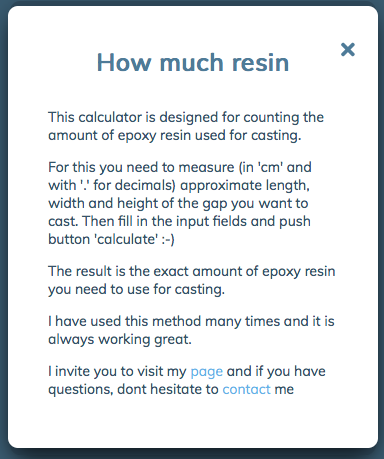 How much resin
This calculator is designed for counting the
amount of epoxy resin used for casting.
For this you need to measure (in 'cm' and
with '.' for decimals) approximate length,
width and height of the gap you want to
cast. Then fill in the input fields and push
button 'calculate' :-)
The result is the exact amount of epoxy resin
you need to use for casting.
I have used this method many times and it is
always working great.
I invite you to visit my page and if you have
questions, dont hesitate to contact me